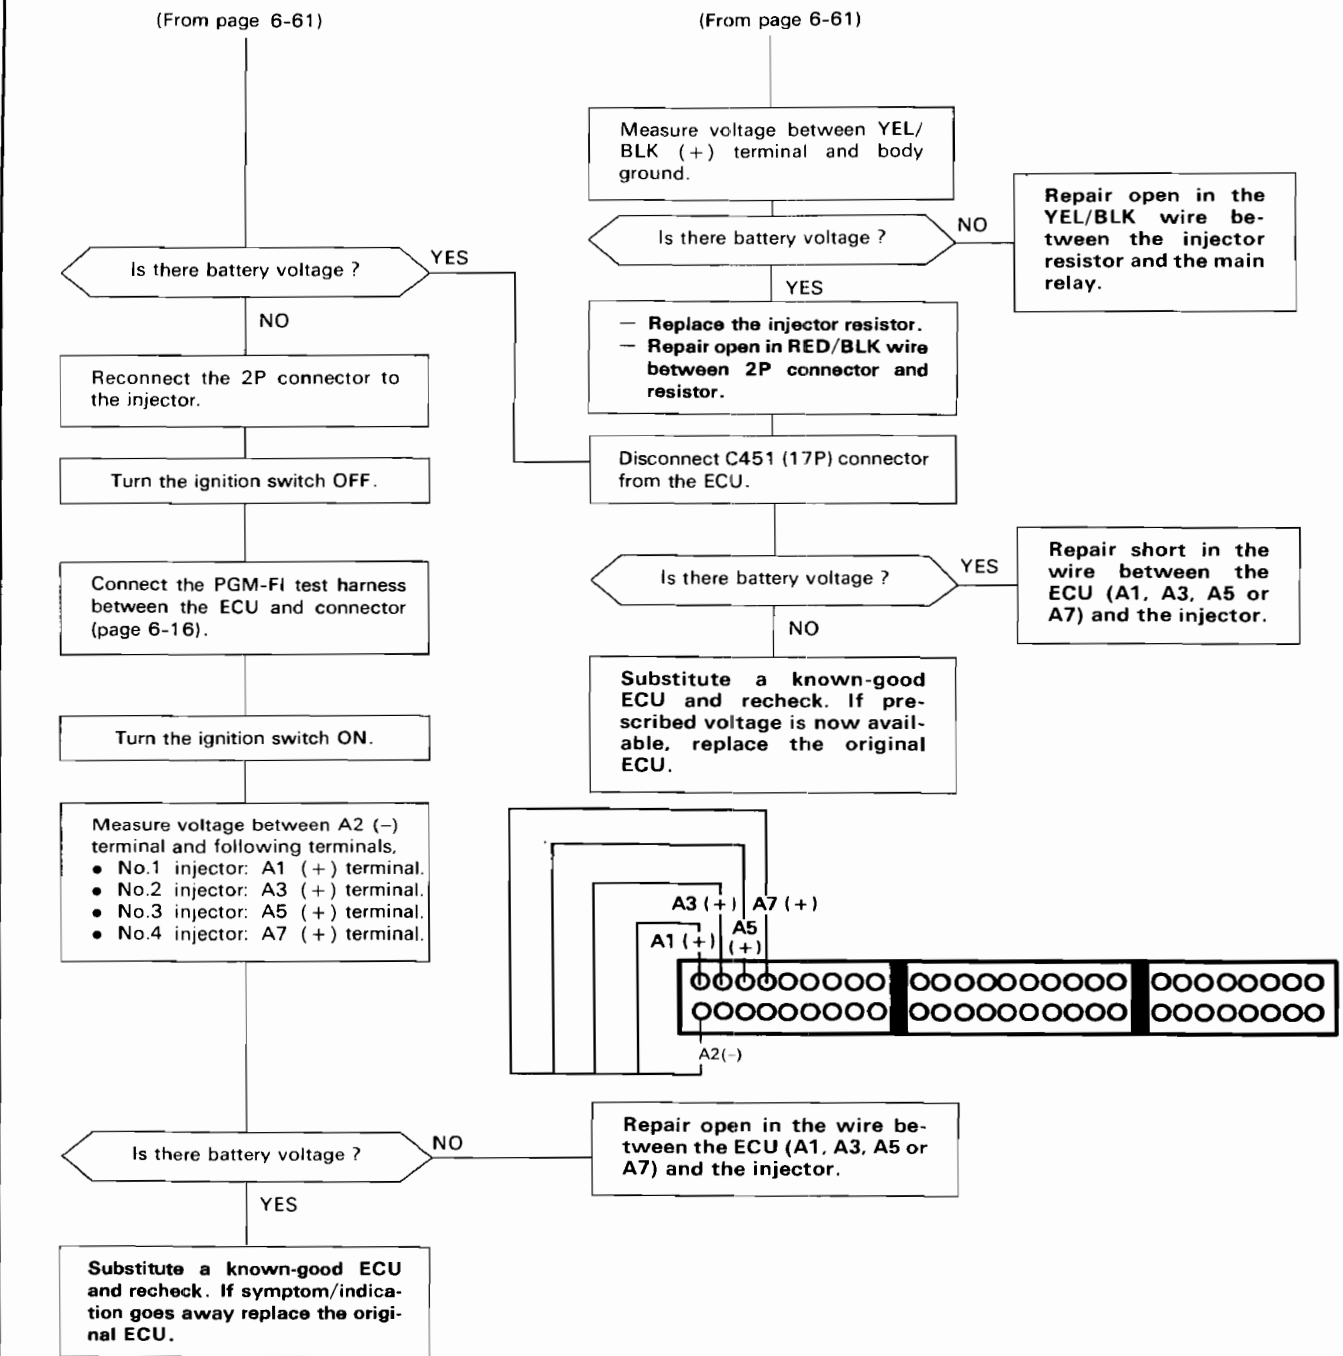 (From page 6-61)
Is there battery voltage ?
YES
NO
Reconnect the 2P connector to
the injector.
Turn the ignition switch OFF.
Connect the PGM-FI test harness
between the ECU and connector
(page 6-16).
Turn the ignition switch ON.
Measure voltage between A2 (–)
terminal and following terminals,
● No.1 injector: A1 (+) terminal.
● No.2 injector: A3 (+) terminal.
● No.3 injector: A5 (+) terminal.
● No.4 injector: A7 (+) terminal.
Is there battery voltage ?
NO
YES
Substitute a known-good ECU
and recheck. If symptom/indica-
tion goes away replace the origi-
nal ECU.
(From page 6-61)
Measure voltage between YEL/
BLK (+) terminal and body
ground.
Is there battery voltage ?
NO
YES
Repair open in the
YEL/BLK wire be-
tween the injector
resistor and the main
relay.
— Replace the injector resistor.
— Repair open in RED/BLK wire
between 2P connector and
resistor.
Disconnect C451 (17P) connector
from the ECU.
Is there battery voltage ?
YES
NO
Repair short in the
wire between the
ECU (A1, A3, A5 or
A7) and the injector.
Substitute a known-good
ECU and recheck. If pre-
scribed voltage is now avail-
able, replace the original
ECU.
A3 (+) A7 (+)
A5
A1 (+) (+)
A2(–)
Repair open in the wire be-
tween the ECU (A1, A3, A5 or
A7) and the injector.